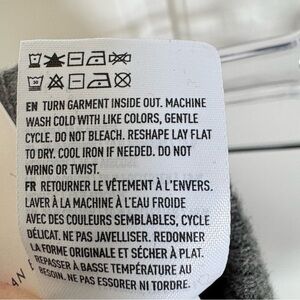 EN TURN GARMENT INSIDE OUT. MACHINE
WASH COLD WITH LIKE COLORS, GENTLE
CYCLE. DO NOT BLEACH. RESHAPE LAY FLAT
TO DRY. COOL IRON IF NEEDED. DO NOT
WRING OR TWIST.
FR RETOURNER LE VÊTEMENT À L'ENVERS.
LAVER À LA MACHINE À L'EAU FROIDE
AVEC DES COULEURS SEMBLABLES, CYCLE
DÉLICAT. NE PAS JAVELLISER. REDONNER
LA FORME ORIGINALE ET SÉCHER À PLAT.
REPASSER À BASSE TEMPÉRATURE AU
BESOIN. NE PAS ESSORER NI TORDRE.